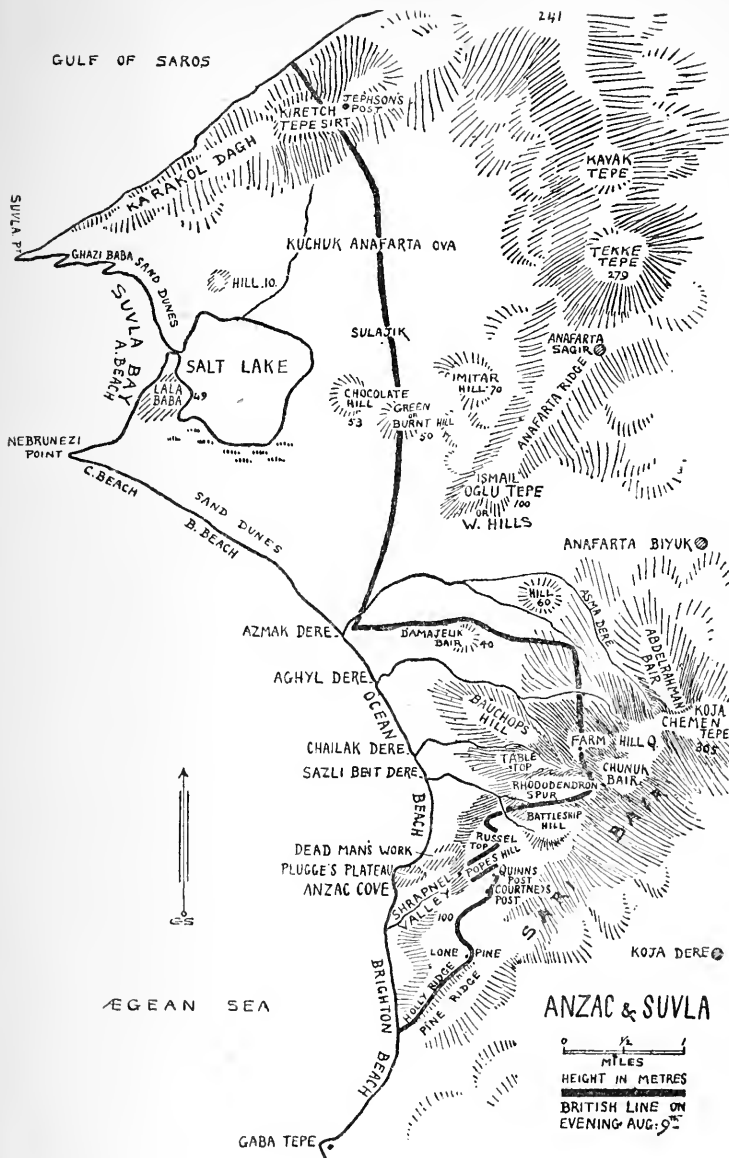 241
GULF OF SAROS
JEPHSON'S
POST
KIRETCH
TEPE SIRT
KARAKOL DAGH
KAVAK
TEPE
SUVLA PT.
GHAZI BABA
SAND DUNES
KUCHUK ANAFARTA OVA
TEKKE
TEPE
279
HILL.10.
SUVLA BAY
A. BEACH
SULAJIK
ANAFARTA
SAGIR
SALT LAKE
LALA
BABA
49
CHOCOLATE
HILL
53
IMITAR
HILL.70
GREEN
OR
BURNT HILL
50
ANAFARTA RIDGE
NEBRUNEZI
POINT
C. BEACH
SAND DUNES
B. BEACH
ISMAIL
OGLU TEPE
100
OR
W. HILLS
ANAFARTA BIYUK
HILL
60
ASMA DERE
ABDELRAHMAN
BAIR
AZMAK DERE
DAMAJELIK
BAIR
40
AGHYL DERE
OCEAN
BEACH
BAUCHOPS
HILL
KOJA
CHEMEN
TEPE
305
CHAILAK DERE
FARM
HILL Q.
TABLE
TOP
CHUNUK
BAIR
SAZLI BEIT DERE
RHODODENDRON
SPUR
BATTLESHIP
HILL
SARI BAIR
RUSSEL
TOP
DEAD MAN'S WORK
PLUGGE'S PLATEAU
ANZAC COVE
POPES HILL
QUINNS
POST
COURTNEYS
POST
SHRAPNEL
VALLEY
100
LONE PINE
KOJA DERE
HOLLY RIDGE
PINE RIDGE
ÆGEAN SEA
BRIGHTON
BEACH
ANZAC & SUVLA
0 ½ 1
MILES
HEIGHT IN METRES
BRITISH LINE ON
EVENING AUG: 9TH
GABA TEPE